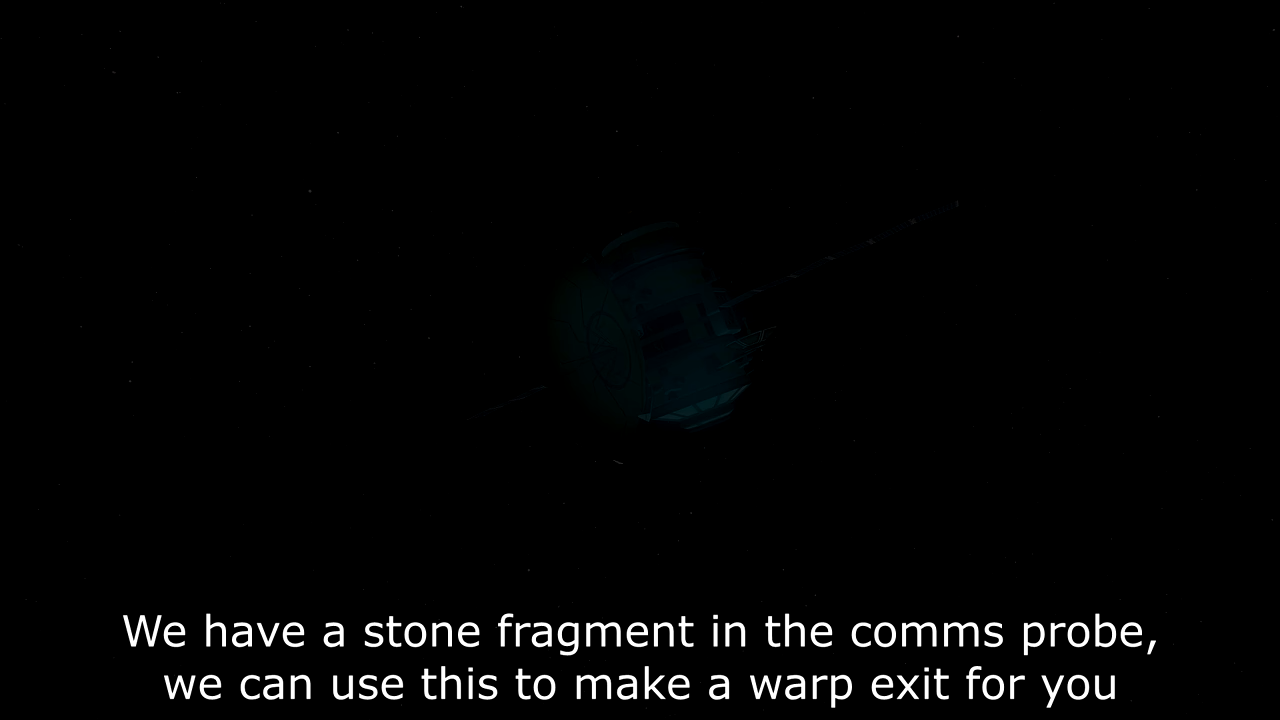 We have a stone fragment in the comms probe,
we can use this to make a warp exit for you